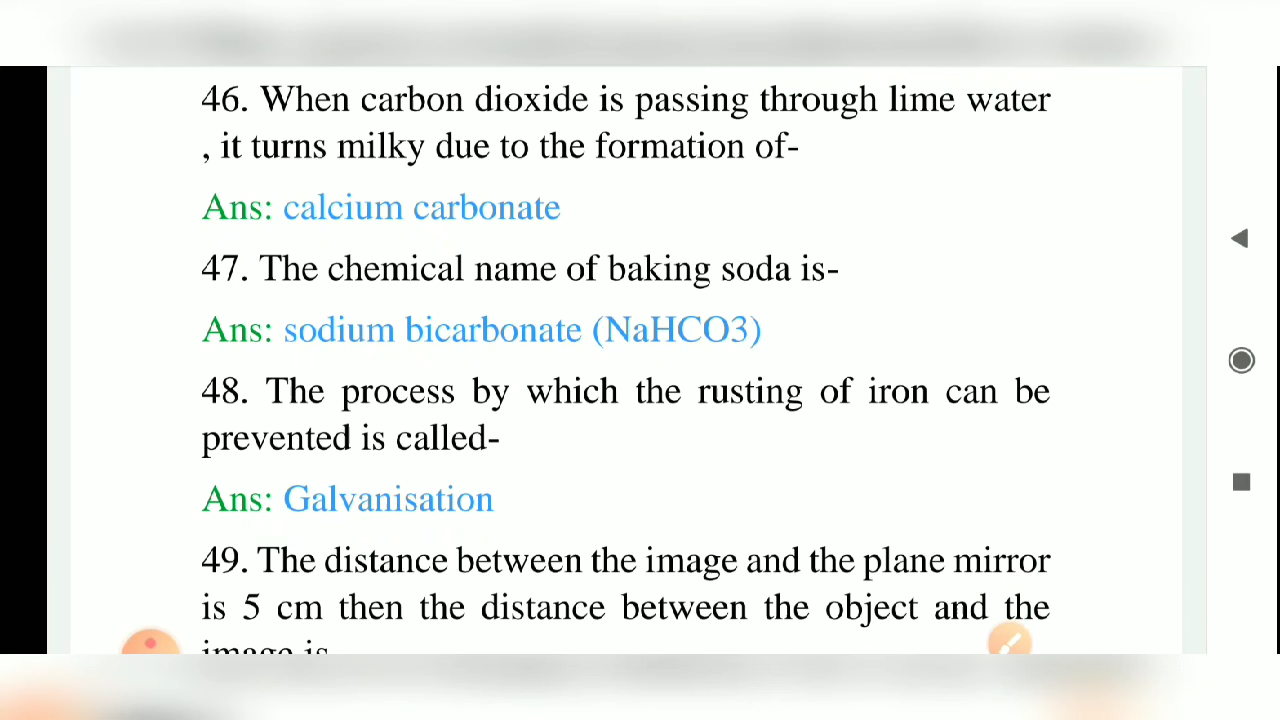 46. When carbon dioxide is passing through lime water
, it turns milky due to the formation of-
Ans: calcium carbonate
47. The chemical name of baking soda is-
Ans: sodium bicarbonate (NaHCO3)
48. The process by which the rusting of iron can be
prevented is called-
Ans: Galvanisation
49. The distance between the image and the plane mirror
is 5 cm then the distance between the object and the
image is